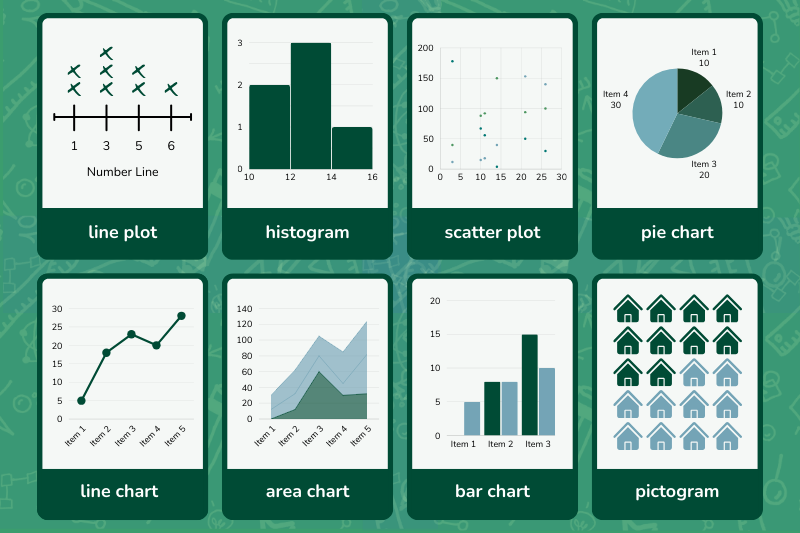 1 3 5 6
Number Line
line plot
3
2
1
0
10 12 14 16
histogram
200
150
100
50
0
0 5 10 15 20 25 30
scatter plot
Item 1
10
Item 2
10
Item 3
20
Item 4
30
pie chart
30
25
20
15
10
5
0
Item 1 Item 2 Item 3 Item 4 Item 5
line chart
140
120
100
80
60
40
20
0
Item 1 Item 2 Item 3 Item 4 Item 5
area chart
20
15
10
5
0
Item 1 Item 2 Item 3
bar chart
pictogram